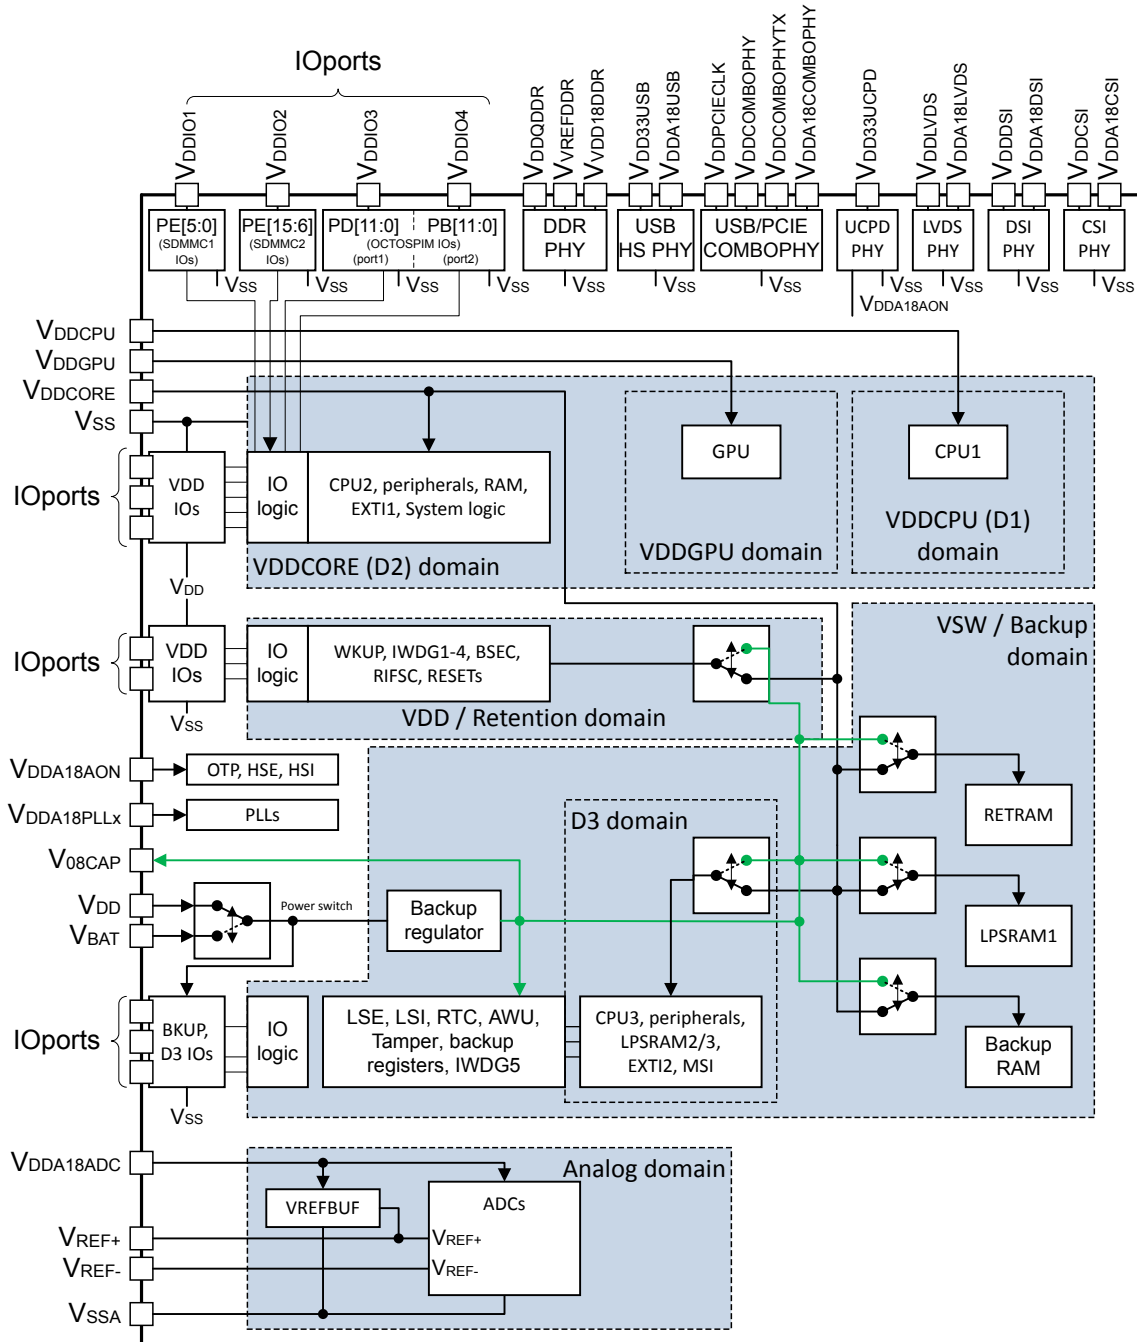 IOports
VDDIO1
VDDIO2
VDDIO3
VDDIO4
VDDQDDR
VVREFDDR
VVDD18DDR
VDD33USB
VDDA18USB
VDDPCIECLK
VDDCOMBOPHY
VDDCOMBOPHYTX
VDDA18COMBOPHY
VDD33UCPD
VDDLVDS
VDDA18LVDS
VDDDSI
VDDA18DSI
VDDCSI
VDDA18CSI
PE[5:0]
(SDMMC1
IOs)
PE[15:6]
(SDMMC2
IOs)
PD[11:0] PB[11:0]
(OCTOSPIM IOs)
(port1) (port2)
DDR
PHY
USB
HS PHY
USB/PCIE
COMBOPHY
UCPD
PHY
LVDS
PHY
DSI
PHY
CSI
PHY
VSS
VSS
VSS
VSS
VSS
VSS
VSS
VSS
VSS
VSS
VSS
VDDA18AON
VDDCPU
VDDGPU
VDDCORE
VSS
IOports
VDD
IOs
IO
logic
CPU2, peripherals, RAM,
EXTI1, System logic
GPU
CPU1
VDDCORE (D2) domain
VDDGPU domain
VDDCPU (D1)
domain
VDD
IOports
VDD
IOs
IO
logic
WKUP, IWDG1-4, BSEC,
RIFSC, RESETs
VDD / Retention domain
VSW / Backup
domain
VSS
VDDA18AON
OTP, HSE, HSI
VDDA18PLLx
PLLs
RETRAM
D3 domain
V08CAP
VDD
VBAT
Power switch
Backup
regulator
LPSRAM1
IOports
BKUP,
D3 IOs
IO
logic
LSE, LSI, RTC, AWU,
Tamper, backup
registers, IWDG5
CPU3, peripherals,
LPSRAM2/3,
EXTI2, MSI
Backup
RAM
VSS
VDDA18ADC
Analog domain
VREFBUF
ADCs
VREF+
VREF+
VREF-
VREF-
VSSA